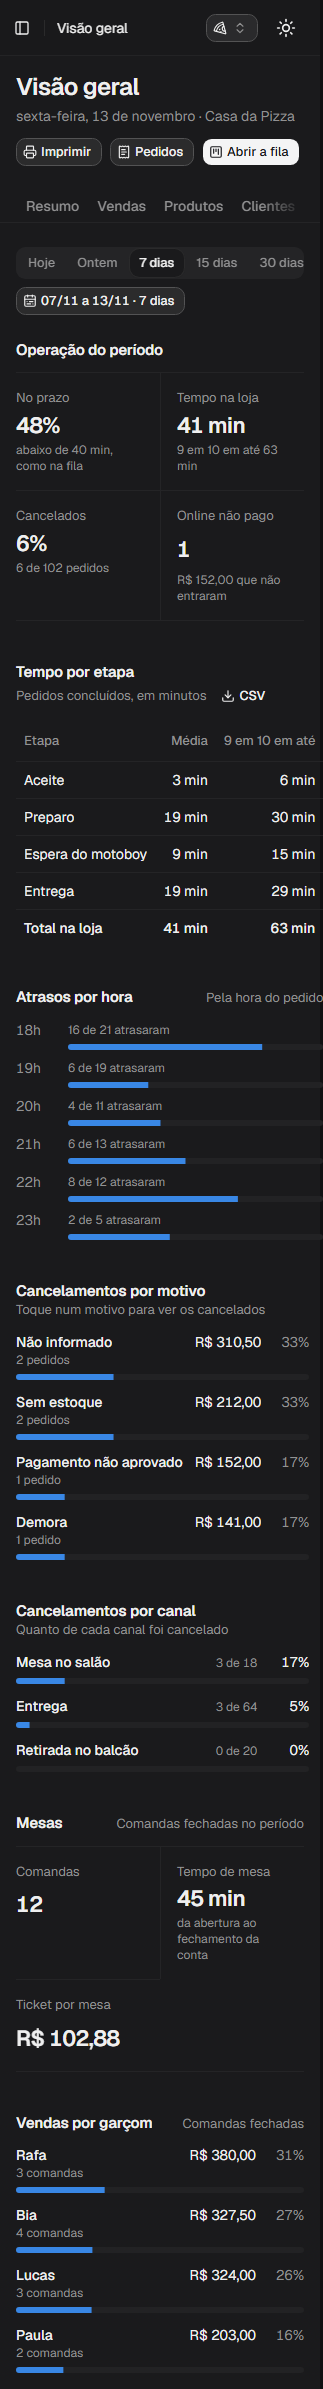 Visão geral
Visão geral
sexta-feira, 13 de novembro · Casa da Pizza
Imprimir Pedidos Abrir a fila
Resumo Vendas Produtos Clientes
Hoje Ontem 7 dias 15 dias 30 dias
07/11 a 13/11 · 7 dias
Operação do período
No prazo
48%
abaixo de 40 min,
como na fila
Tempo na loja
41 min
9 em 10 em até 63
min
Cancelados
6%
6 de 102 pedidos
Online não pago
1
R$ 152,00 que não
entraram
Tempo por etapa
Pedidos concluídos, em minutos CSV
Etapa Média 9 em 10 em até
Aceite 3 min 6 min
Preparo 19 min 30 min
Espera do motoboy 9 min 15 min
Entrega 19 min 29 min
Total na loja 41 min 63 min
Atrasos por hora Pela hora do pedido
18h 16 de 21 atrasaram
19h 6 de 19 atrasaram
20h 4 de 11 atrasaram
21h 6 de 13 atrasaram
22h 8 de 12 atrasaram
23h 2 de 5 atrasaram
Cancelamentos por motivo
Toque num motivo para ver os cancelados
Não informado R$ 310,50 33%
2 pedidos
Sem estoque R$ 212,00 33%
2 pedidos
Pagamento não aprovado R$ 152,00 17%
1 pedido
Demora R$ 141,00 17%
1 pedido
Cancelamentos por canal
Quanto de cada canal foi cancelado
Mesa no salão 3 de 18 17%
Entrega 3 de 64 5%
Retirada no balcão 0 de 20 0%
Mesas Comandas fechadas no período
Comandas
12
Tempo de mesa
45 min
da abertura ao
fechamento da
conta
Ticket por mesa
R$ 102,88
Vendas por garçom Comandas fechadas
Rafa R$ 380,00 31%
3 comandas
Bia R$ 327,50 27%
4 comandas
Lucas R$ 324,00 26%
3 comandas
Paula R$ 203,00 16%
2 comandas